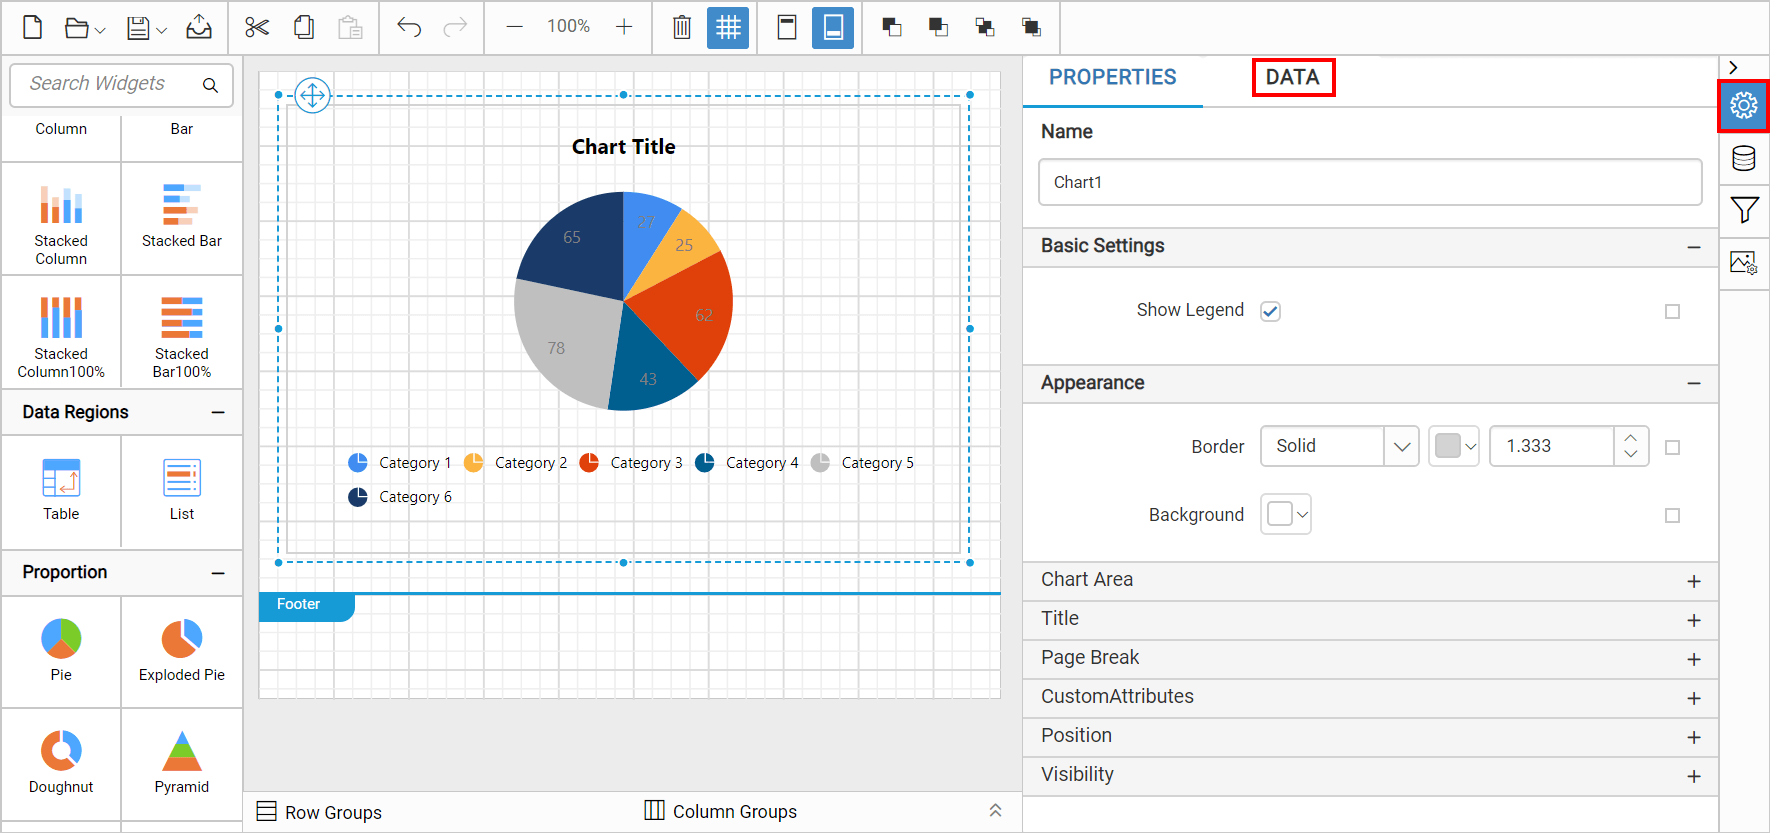 100%
Search Widgets
Column
Bar
Stacked
Column
Stacked Bar
Stacked
Column100%
Stacked
Bar100%
Data Regions
Table
List
Proportion
Pie
Exploded Pie
Doughnut
Pyramid
Chart Title
27
25
62
43
78
65
Category 1
Category 2
Category 3
Category 4
Category 5
Category 6
Footer
Row Groups
Column Groups
PROPERTIES
DATA
Name
Chart1
Basic Settings
Show Legend
Appearance
Border
Solid
1.333
Background
Chart Area
Title
Page Break
CustomAttributes
Position
Visibility